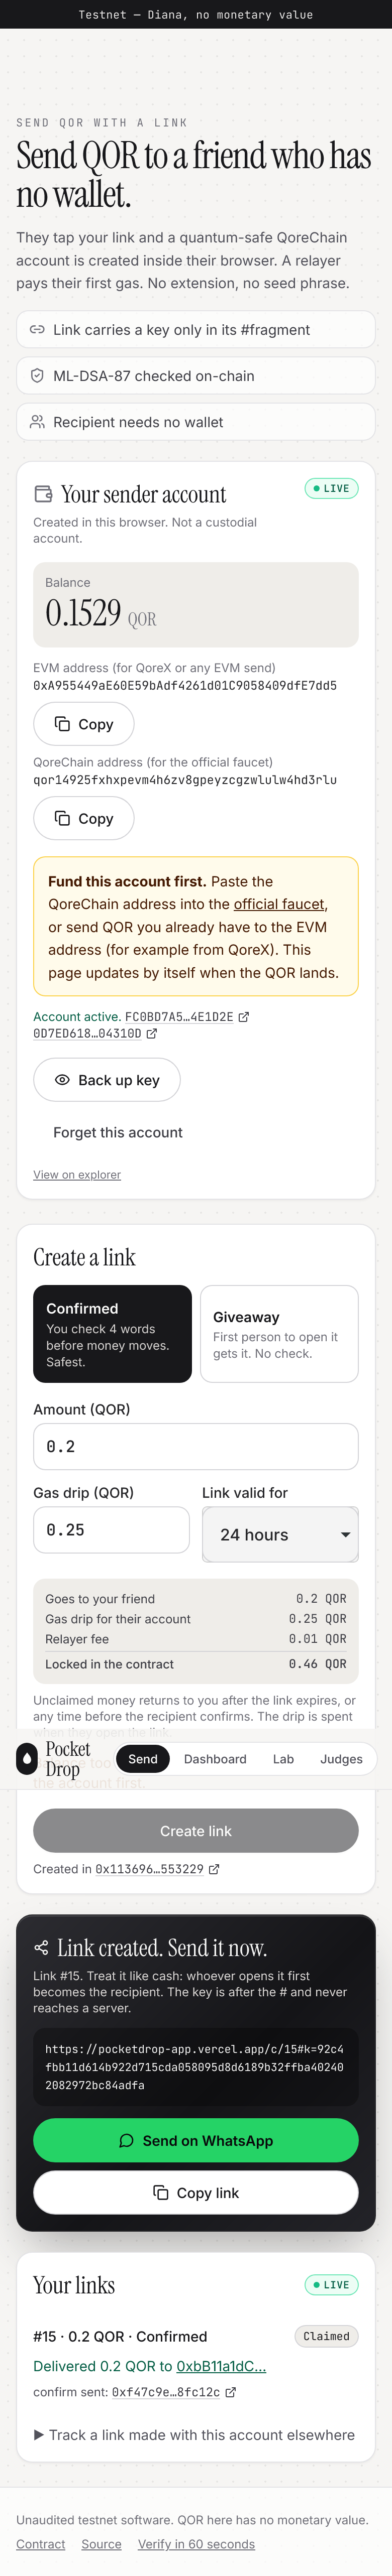 Testnet — Diana, no monetary value
SEND QOR WITH A LINK
Send QOR to a friend who has
no wallet.
They tap your link and a quantum-safe QoreChain
account is created inside their browser. A relayer
pays their first gas. No extension, no seed phrase.
Link carries a key only in its #fragment
ML-DSA-87 checked on-chain
Recipient needs no wallet
Your sender account
LIVE
Created in this browser. Not a custodial
account.
Balance
0.1529 QOR
EVM address (for QoreX or any EVM send)
0xA955449aE60E59bAdf4261d01C9058409dfE7dd5
Copy
QoreChain address (for the official faucet)
qor14925fxhxpevm4h6zv8gpeyzcgzwlulw4hd3rlu
Copy
Fund this account first. Paste the
QoreChain address into the official faucet,
or send QOR you already have to the EVM
address (for example from QoreX). This
page updates by itself when the QOR lands.
Account active. FC0BD7A5…4E1D2E
0D7ED618…04310D
Back up key
Forget this account
View on explorer
Create a link
Confirmed
You check 4 words
before money moves.
Safest.
Giveaway
First person to open it
gets it. No check.
Amount (QOR)
0.2
Gas drip (QOR)
Link valid for
0.25
24 hours
Goes to your friend 0.2 QOR
Gas drip for their account 0.25 QOR
Relayer fee 0.01 QOR
Locked in the contract 0.46 QOR
Unclaimed money returns to you after the link expires, or
any time before the recipient confirms. The drip is spent
when they open the link.
Pocket
Drop
Send
Dashboard
Lab
Judges
the account first.
Create link
Created in 0x113696…553229
Link created. Send it now.
Link #15. Treat it like cash: whoever opens it first
becomes the recipient. The key is after the # and never
reaches a server.
https://pocketdrop-app.vercel.app/c/15#k=92c4
fbb11d614b922d715cda058095d8d6189b32ffba40240
2082972bc84adfa
Send on WhatsApp
Copy link
Your links
LIVE
#15 · 0.2 QOR · Confirmed
Claimed
Delivered 0.2 QOR to 0xbB11a1dC…
confirm sent: 0xf47c9e…8fc12c
Track a link made with this account elsewhere
Unaudited testnet software. QOR here has no monetary value.
Contract
Source
Verify in 60 seconds